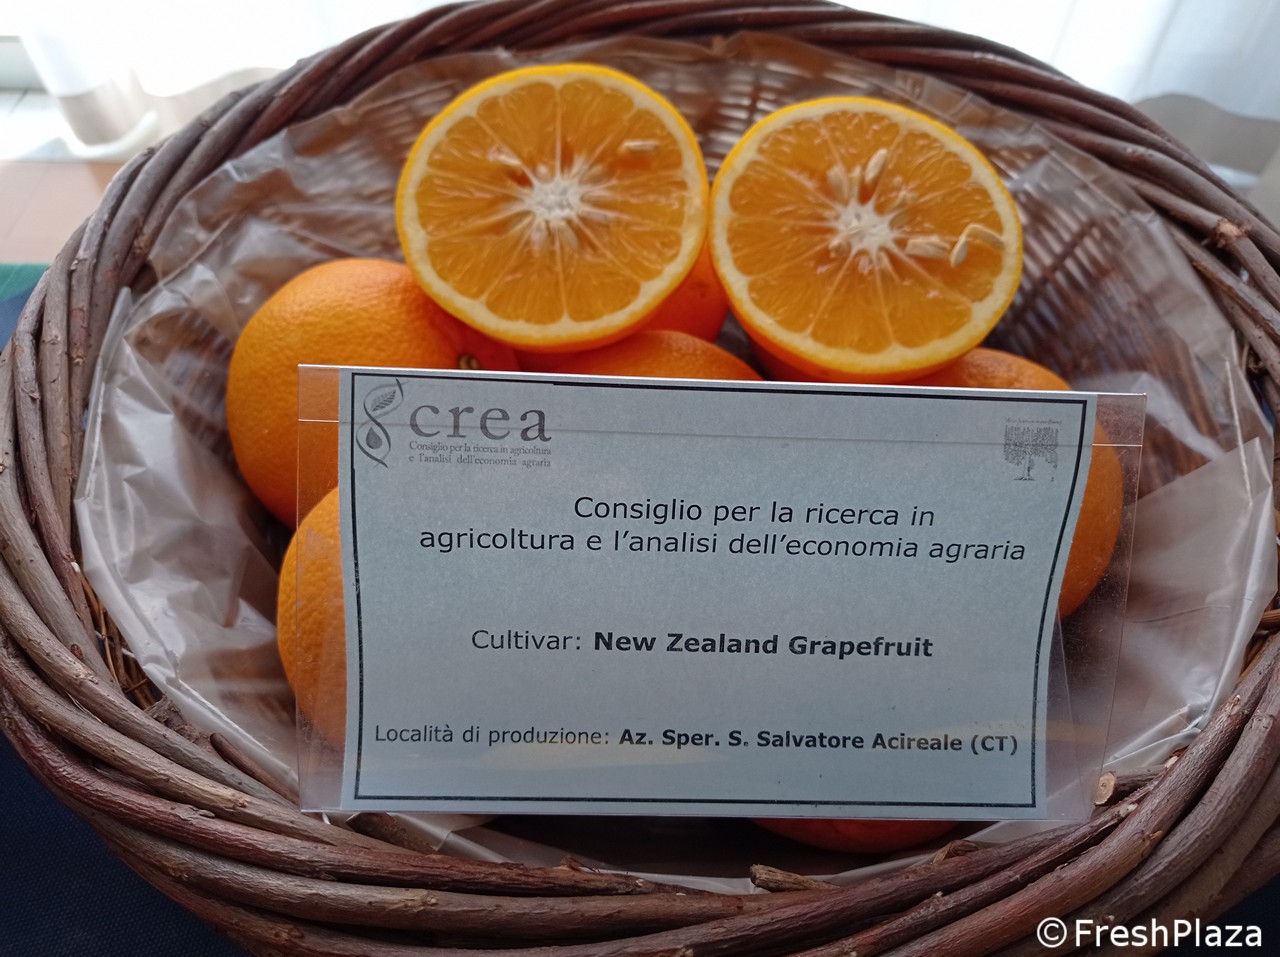 crea
Consiglio per la ricerca in agricoltura
e l'analisi dell'economia agraria
Consiglio per la ricerca in
agricoltura e l'analisi dell'economia agraria
Cultivar: New Zealand Grapefruit
Località di produzione: Az. Sper. S. Salvatore Acireale (CT)
©FreshPlaza